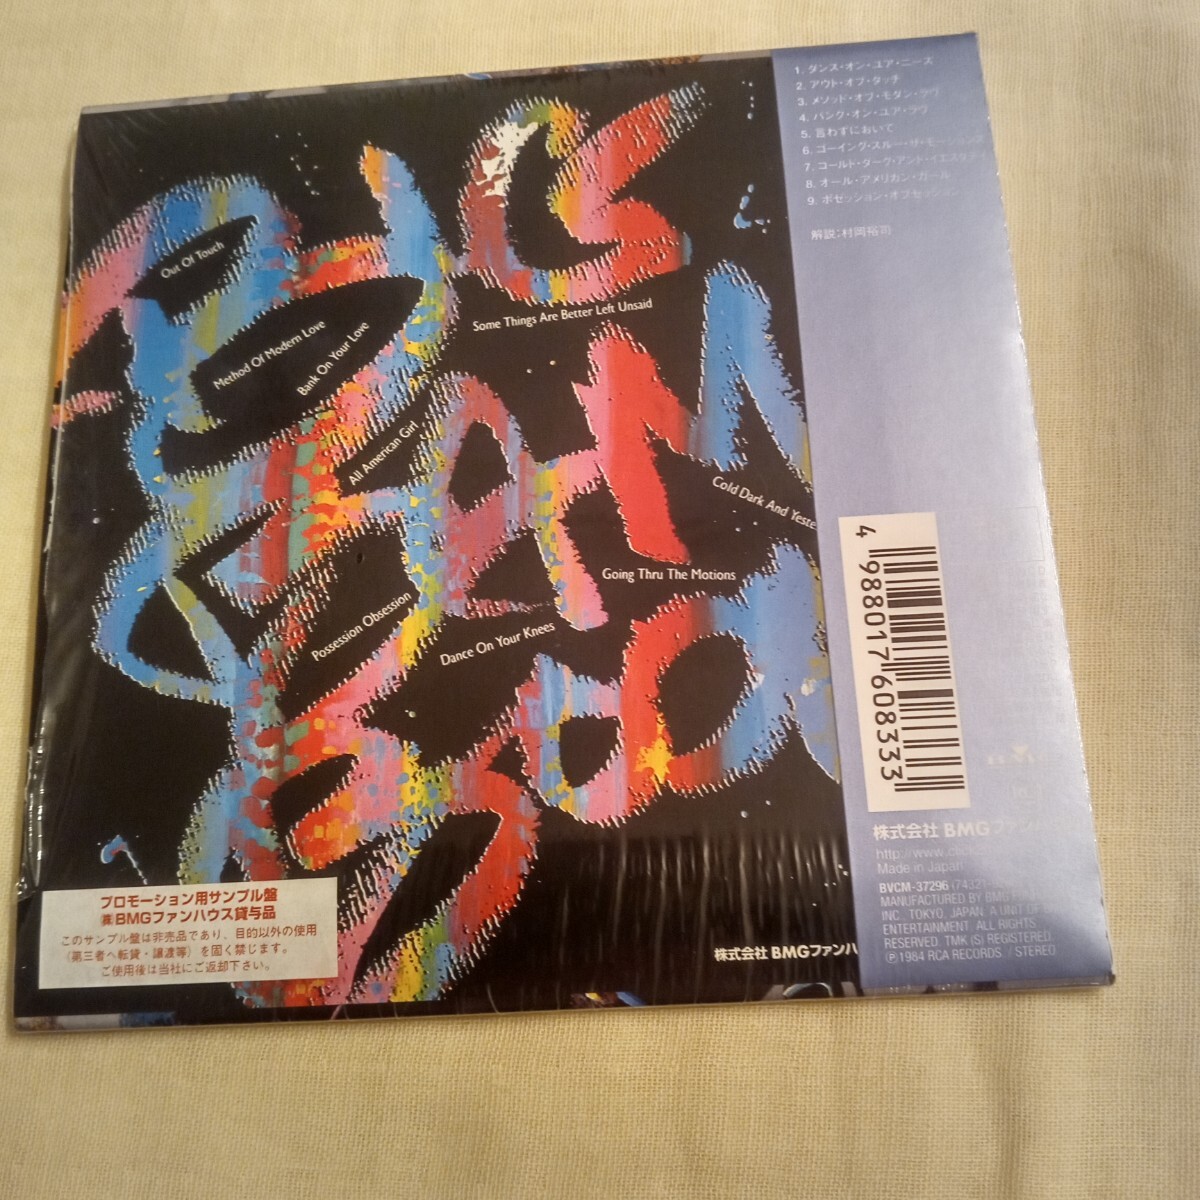 Out Of Touch
Method Of Modern Love
Bank On Your Love
Some Things Are Better Left Unsaid
All American Girl
Cold Dark And Yeste
Going Thru The Motions
Possession Obsession
Dance On Your Knees
プロモーション用サンプル盤
BMGファンハウス貸与品
このサンプル盤は非売品であり、目的以外の使用
(第三者へ転貸・譲渡等)を固く禁じます。
ご使用後は当社にご返却下さい。
株式会社 BMGファンハ
1. ダンス・オン・ユア・ニーズ
2. アウト・オブ・タッチ
3. メソッド・オブ・モダン・ラヴ
4. バンク・オン・ユア・ラヴ
5. 言わずにおいて
6. ゴーイング・スルー・ザ・モーションズ
7. コールド・ダーク・アンド・イエスタデイ
8. オール・アメリカン・ガール
9. ポゼッション・オブセッション
解説:村岡裕司
4 988017 608333
株式会社 BMGファンハ
http://www.click
Made in Japan
BVCM-37296 (74321-
MANUFACTURED BY BMG
INC., TOKYO, JAPAN. A UNIT OF
ENTERTAINMENT. ALL RIGHTS
RESERVED. TMK (S) REGISTERED
℗1984 RCA RECORDS / STEREO